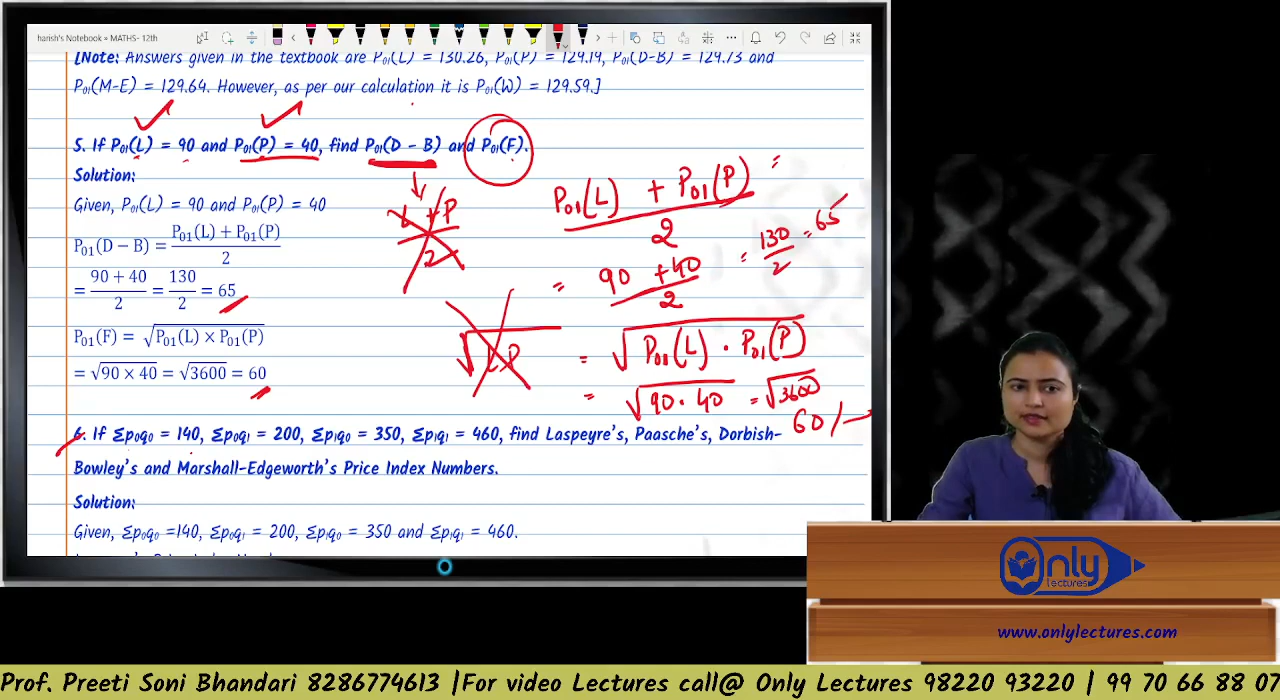 harish's Notebook » MATHS- 12th
[Note: Answers given in the textbook are P₀₁(L) = 130.26, P₀₁(P) = 129.19, P₀₁(D-B) = 129.73 and
P₀₁(M-E) = 129.64. However, as per our calculation it is P₀₁(W) = 129.59.]
5. If P₀₁(L) = 90 and P₀₁(P) = 40, find P₀₁(D – B) and P₀₁(F).
Solution:
Given, P₀₁(L) = 90 and P₀₁(P) = 40
P₀₁(D – B) = (P₀₁(L) + P₀₁(P))/2
= (90 + 40)/2 = 130/2 = 65
P₀₁(F) = √(P₀₁(L) × P₀₁(P))
= √(90 × 40) = √3600 = 60
L+P
2
(P₀₁(L) + P₀₁(P))/2 =
= (90 + 40)/2 = 130/2 = 65
√L.P
= √(P₀₁(L) · P₀₁(P))
= √(90 · 40) = √3600
60/-
6. If Σp₀q₀ = 140, Σp₀q₁ = 200, Σp₁q₀ = 350, Σp₁q₁ = 460, find Laspeyre's, Paasche's, Dorbish-
Bowley's and Marshall-Edgeworth's Price Index Numbers.
Solution:
Given, Σp₀q₀ =140, Σp₀q₁ = 200, Σp₁q₀ = 350 and Σp₁q₁ = 460.
Only
lectures
www.onlylectures.com
Prof. Preeti Soni Bhandari 8286774613 |For video Lectures call@ Only Lectures 98220 93220 | 99 70 66 88 07